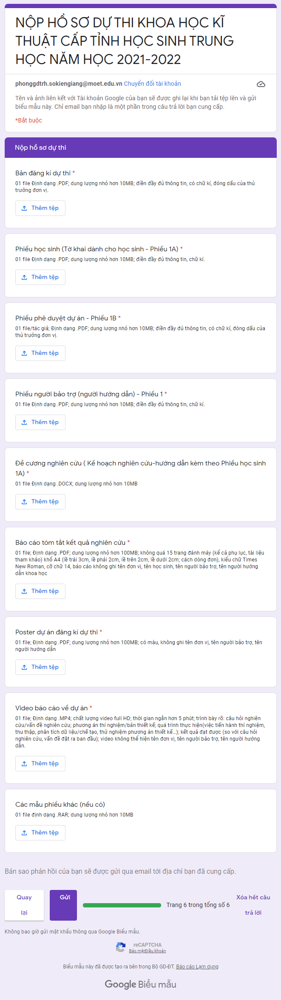 NỘP HỒ SƠ DỰ THI KHOA HỌC KĨ
THUẬT CẤP TỈNH HỌC SINH TRUNG
HỌC NĂM HỌC 2021-2022
phonggdtrh.sokiengiang@moet.edu.vn Chuyển đổi tài khoản
Tên và ảnh liên kết với Tài khoản Google của bạn sẽ được ghi lại khi bạn tải tệp lên và gửi
biểu mẫu này. Chỉ email bạn nhập là một phần trong câu trả lời bạn cung cấp.
*Bắt buộc
Nộp hồ sơ dự thi
Bản đăng kí dự thi *
01 file Định dạng .PDF; dung lượng nhỏ hơn 10MB; điền đầy đủ thông tin, có chữ kí, đóng dấu của thủ
trưởng đơn vị.
Thêm tệp
Phiếu học sinh (Tờ khai dành cho học sinh - Phiếu 1A) *
01 file Định dạng .PDF; dung lượng nhỏ hơn 10MB; điền đầy đủ thông tin, chữ kí.
Thêm tệp
Phiếu phê duyệt dự án - Phiếu 1B *
01 file/tác giả; Định dạng .PDF; dung lượng nhỏ hơn 10MB; điền đầy đủ thông tin, có chữ kí, đóng dấu của
thủ trưởng đơn vị.
Thêm tệp
Phiếu người bảo trợ (người hướng dẫn) - Phiếu 1 *
01 file Định dạng .PDF; dung lượng nhỏ hơn 10MB; điền đầy đủ thông tin, chữ kí.
Thêm tệp
Đề cương nghiên cứu ( Kế hoạch nghiên cứu-hướng dẫn kèm theo Phiếu học sinh
1A) *
01 file Định dạng .DOCX; dung lượng nhỏ hơn 10MB
Thêm tệp
Báo cáo tóm tắt kết quả nghiên cứu *
01 file; Định dạng .PDF; dung lượng nhỏ hơn 100MB; không quá 15 trang đánh máy (kể cả phụ lục, tài liệu
tham khảo) khổ A4 (lề trái 3cm, lề phải 2cm, lề trên 2cm, lề dưới 2cm; cách dòng đơn), kiểu chữ Times
New Roman, cỡ chữ 14, báo cáo không ghi tên đơn vị, tên học sinh, tên người bảo trợ, tên người hướng
dẫn khoa học
Thêm tệp
Poster dự án đăng kí dự thi *
01 file; Định dạng .PDF; dung lượng nhỏ hơn 100MB; có màu, không ghi tên đơn vị, tên người bảo trợ, tên
người hướng dẫn
Thêm tệp
Video báo cáo về dự án *
01 file; Định dạng .MP4; chất lượng video full HD; thời gian ngắn hơn 5 phút; trình bày rõ: câu hỏi nghiên
cứu/vấn đề nghiên cứu; phương án thí nghiệm/bản thiết kế; quá trình thực hiện(việc tiến hành thí nghiệm,
thu thập, phân tích dữ liệu/chế tạo, thử nghiệm phương án thiết kế…); kết quả đạt được (so với câu hỏi
nghiên cứu, vấn đề đặt ra ban đầu); video không thể hiện tên đơn vị, tên người bảo trợ, tên người hướng
dẫn.
Thêm tệp
Các mẫu phiếu khác (nếu có)
01 file định dạng .RAR; dung lượng nhỏ hơn 10MB
Thêm tệp
Bản sao phản hồi của bạn sẽ được gửi qua email tới địa chỉ bạn đã cung cấp.
Quay
lại
Gửi
Trang 6 trong tổng số 6
Xóa hết câu
trả lời
Không bao giờ gửi mật khẩu thông qua Google Biểu mẫu.
reCAPTCHA
Bảo mậtĐiều khoản
Biểu mẫu này đã được tạo ra bên trong Bộ GD-ĐT. Báo cáo Lạm dụng
Google Biểu mẫu